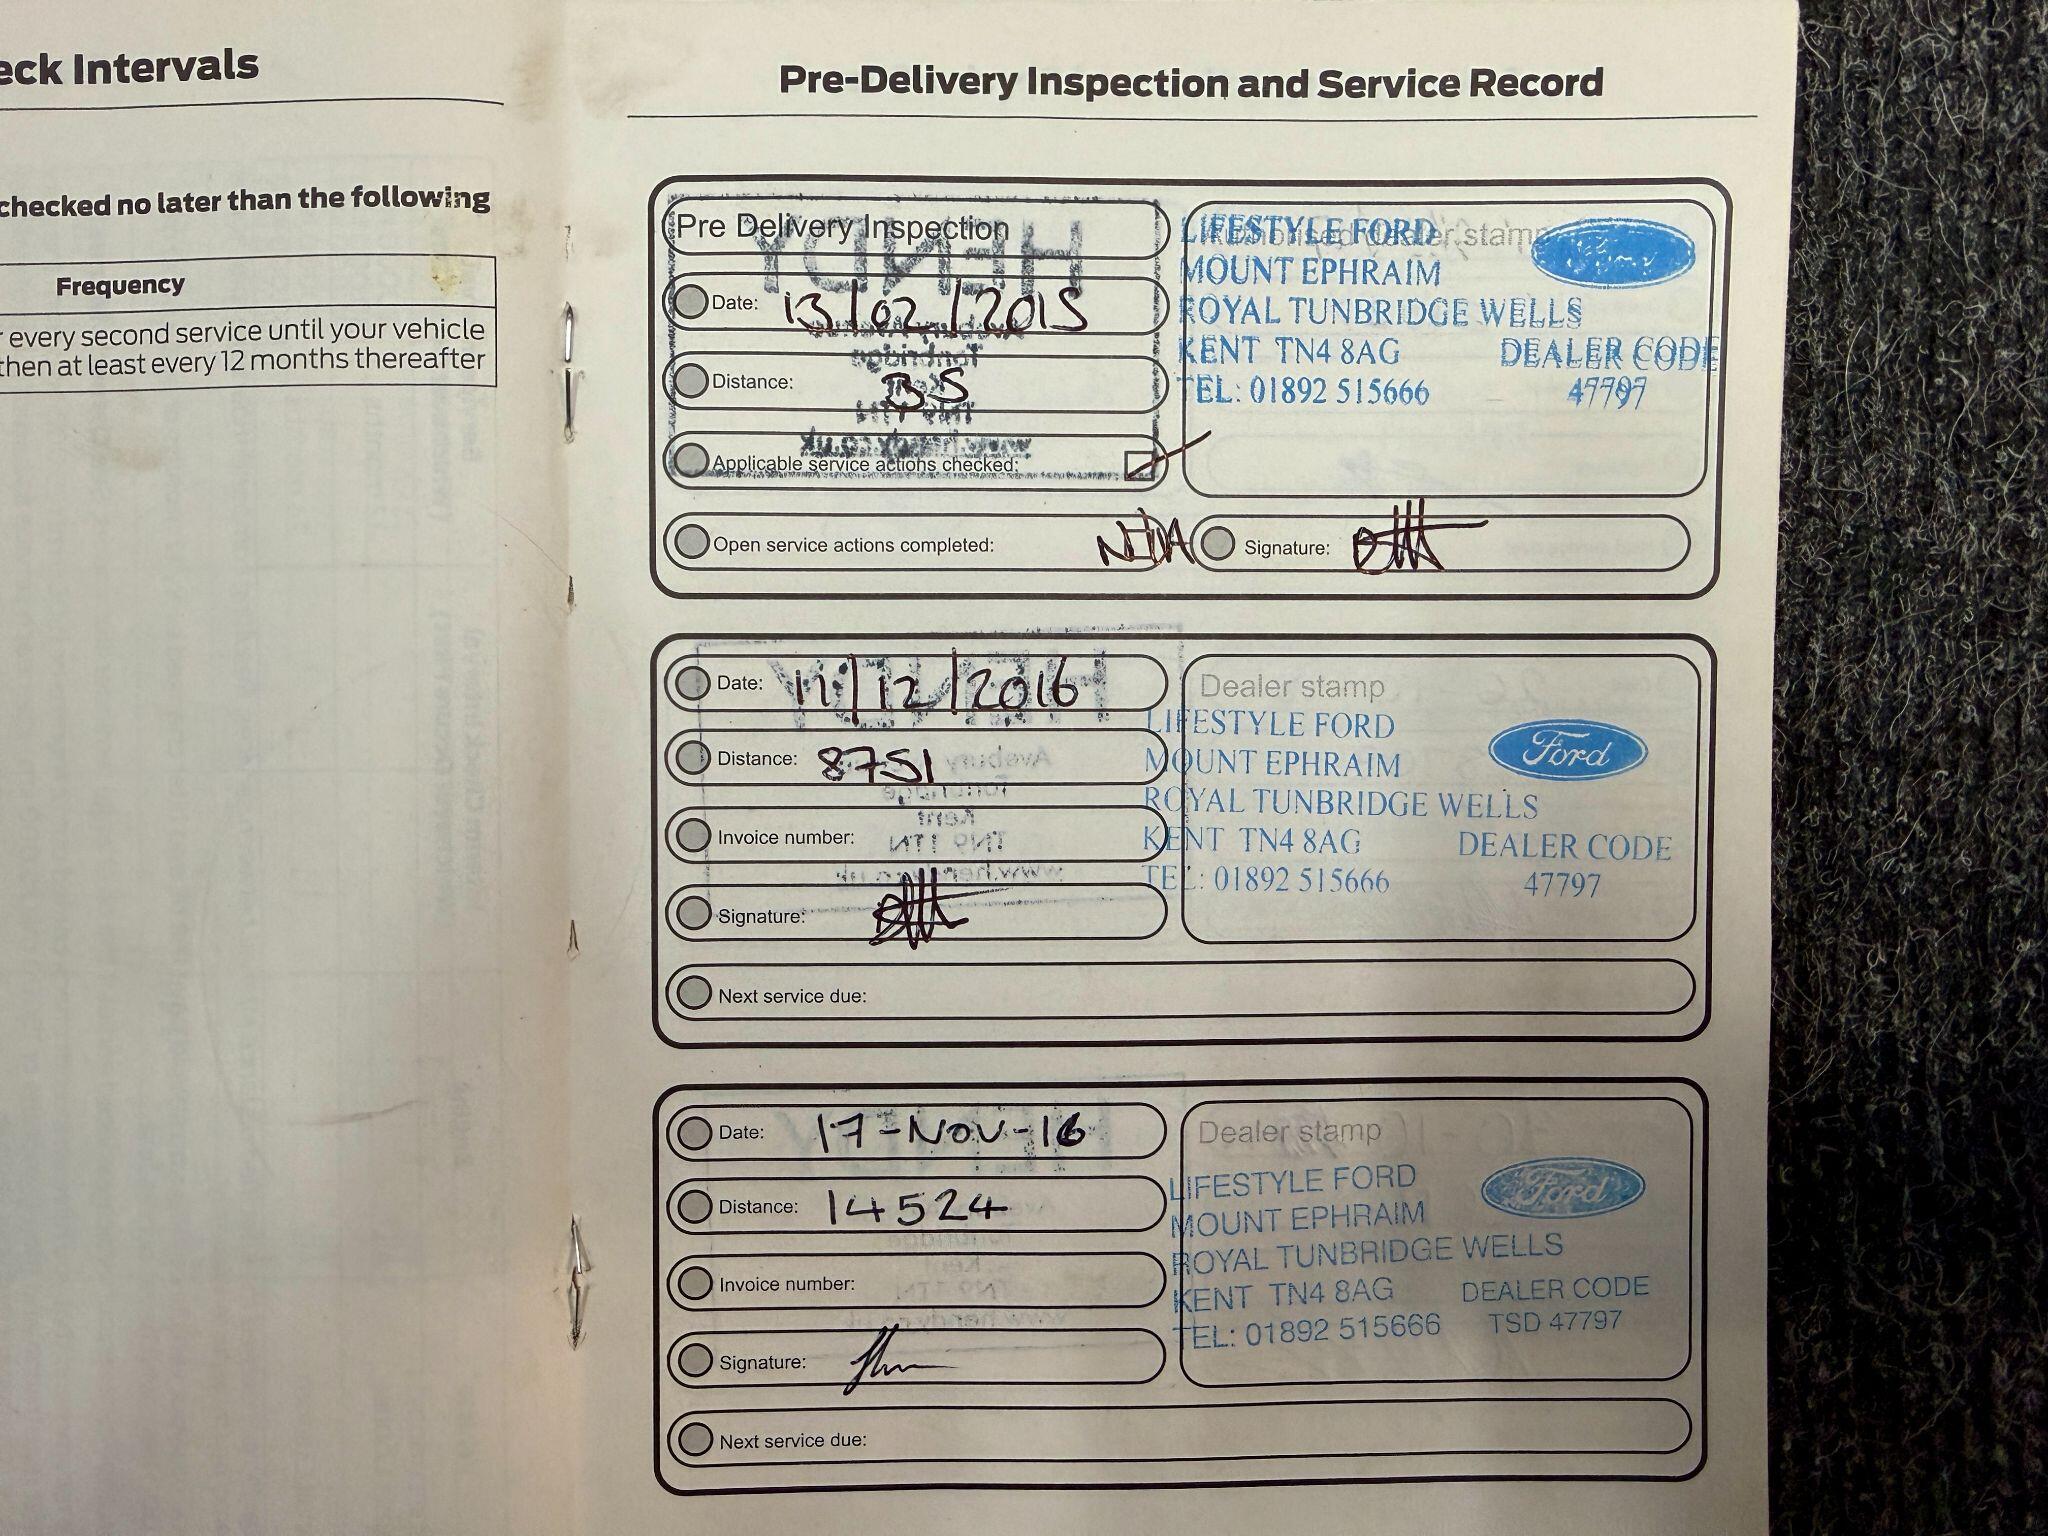 eck Intervals
checked no later than the following
Frequency
r every second service until your vehicle
then at least every 12 months thereafter
Pre-Delivery Inspection and Service Record
Pre Delivery Inspection
Date: 13/02/2015
Distance: 35
Applicable service actions checked:
Open service actions completed: N/A
Authorised dealer stamp
LIFESTYLE FORD
MOUNT EPHRAIM
ROYAL TUNBRIDGE WELLS
KENT TN4 8AG DEALER CODE
TEL: 01892 515666 47797
Signature:
Date: 11/12/2016
Distance: 8751
Invoice number:
Signature:
Dealer stamp
LIFESTYLE FORD
Ford
MOUNT EPHRAIM
ROYAL TUNBRIDGE WELLS
KENT TN4 8AG DEALER CODE
TEL: 01892 515666 47797
Next service due:
Date: 17-NOV-16
Distance: 14524
Invoice number:
Signature:
Dealer stamp
LIFESTYLE FORD
Ford
MOUNT EPHRAIM
ROYAL TUNBRIDGE WELLS
KENT TN4 8AG DEALER CODE
TEL: 01892 515666 TSD 47797
Next service due: